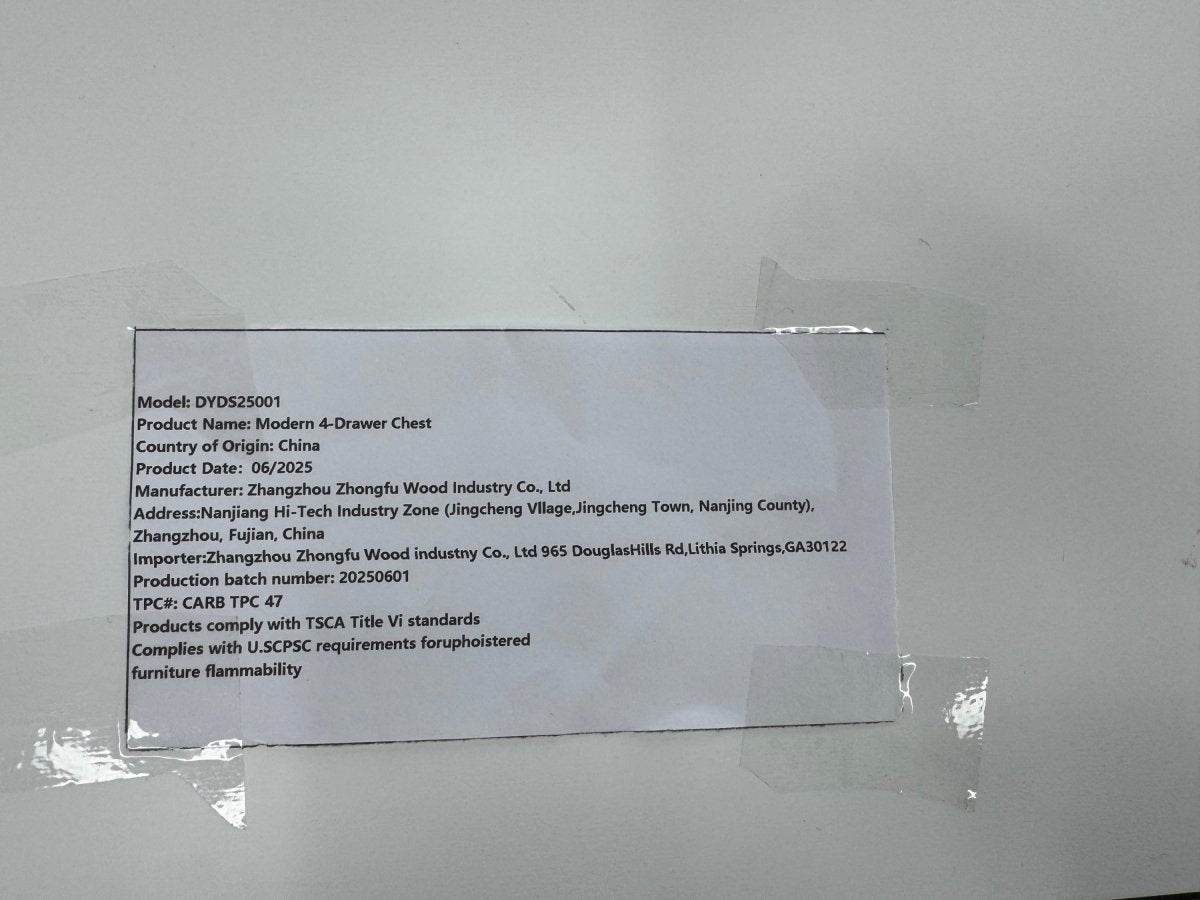 Model: DYDS25001
Product Name: Modern 4-Drawer Chest
Country of Origin: China
Product Date: 06/2025
Manufacturer: Zhangzhou Zhongfu Wood Industry Co., Ltd
Address:Nanjiang Hi-Tech Industry Zone (Jingcheng Vllage,Jingcheng Town, Nanjing County),
Zhangzhou, Fujian, China
Importer:Zhangzhou Zhongfu Wood industny Co., Ltd 965 DouglasHills Rd,Lithia Springs,GA30122
Production batch number: 20250601
TPC#: CARB TPC 47
Products comply with TSCA Title Vi standards
Complies with U.SCPSC requirements foruphoistered
furniture flammability